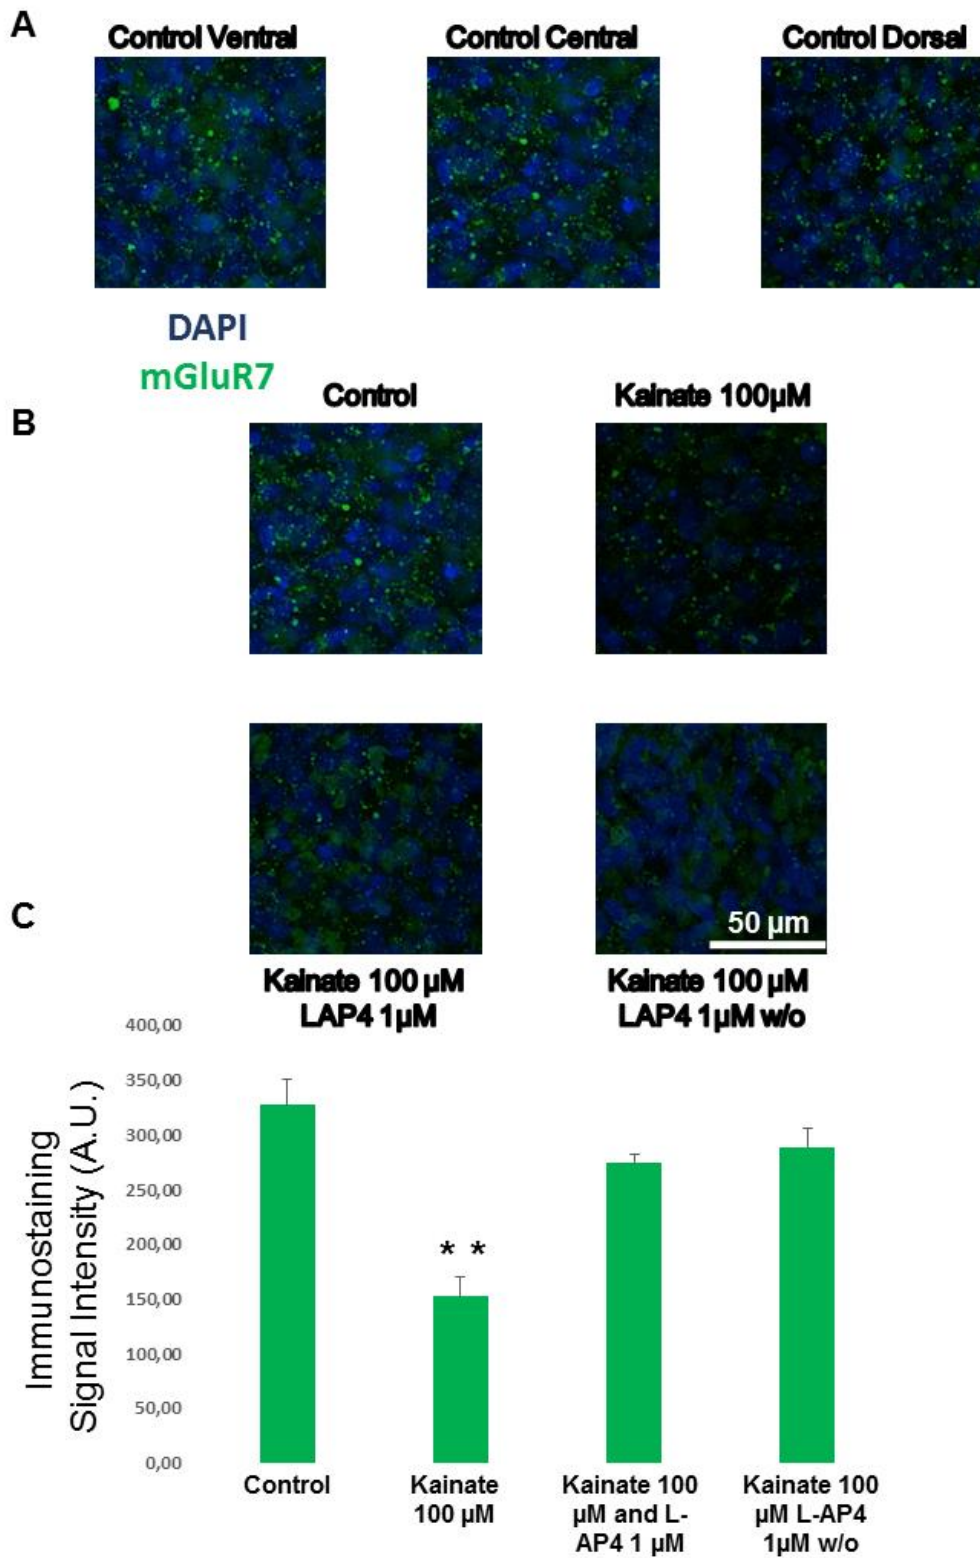 A
Control Ventral
Control Central
Control Dorsal
DAPI
mGluR7
B
Control
Kainate 100µM
C
50 µm
Kainate 100 µM
LAP4 1µM
Kainate 100 µM
LAP4 1µM w/o
Immunostaining
Signal Intensity (A.U.)
400,00
350,00
300,00
250,00
200,00
150,00
100,00
50,00
0,00
* *
Control
Kainate
100 µM
Kainate 100
µM and L-
AP4 1 µM
Kainate 100
µM L-AP4
1µM w/o